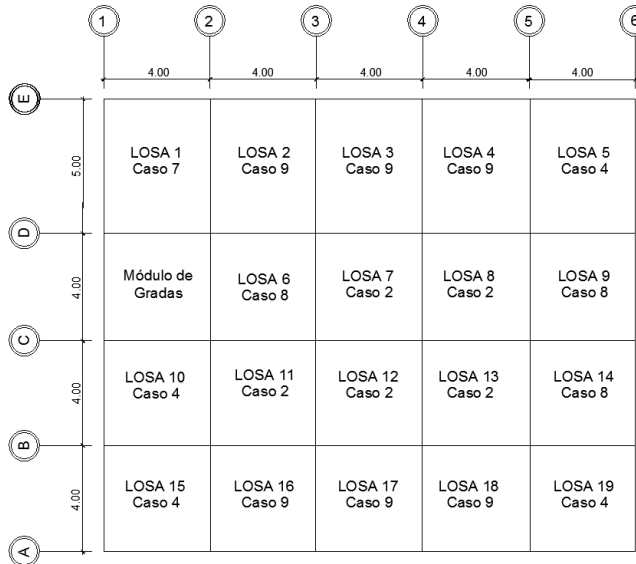 1 2 3 4 5 6
4.00 4.00 4.00 4.00 4.00
E
5.00
LOSA 1
Caso 7
LOSA 2
Caso 9
LOSA 3
Caso 9
LOSA 4
Caso 9
LOSA 5
Caso 4
D
4.00
Módulo de
Gradas
LOSA 6
Caso 8
LOSA 7
Caso 2
LOSA 8
Caso 2
LOSA 9
Caso 8
C
4.00
LOSA 10
Caso 4
LOSA 11
Caso 2
LOSA 12
Caso 2
LOSA 13
Caso 2
LOSA 14
Caso 8
B
4.00
LOSA 15
Caso 4
LOSA 16
Caso 9
LOSA 17
Caso 9
LOSA 18
Caso 9
LOSA 19
Caso 4
A